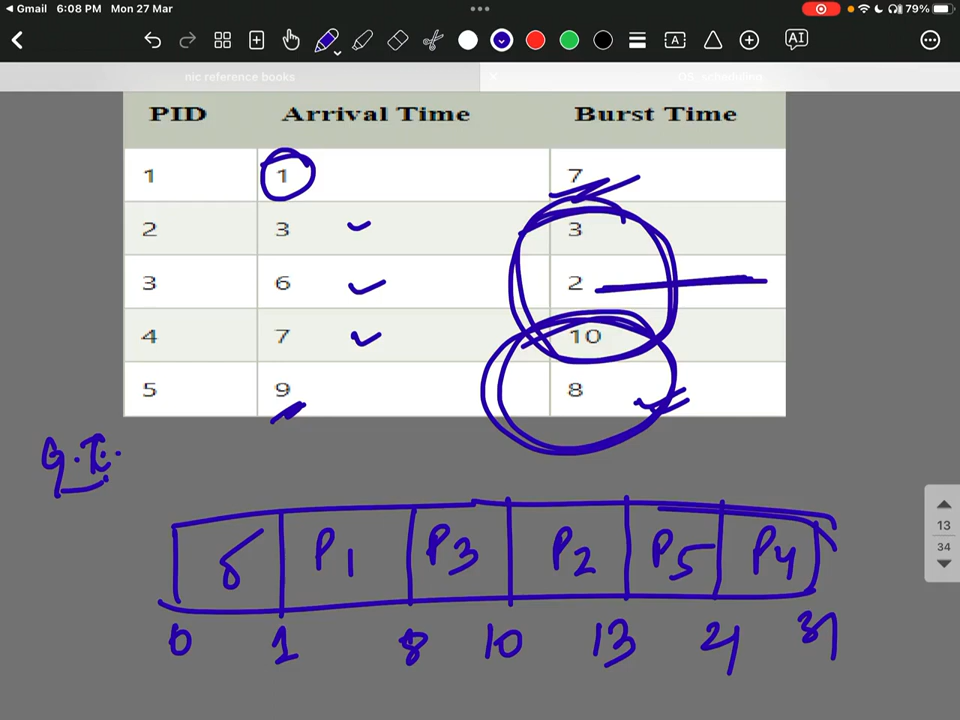 Gmail 6:08 PM Mon 27 Mar 79%
AI
nic reference books 03. scheduling
PID Arrival Time Burst Time
1 1 7
2 3 3
3 6 2
4 7 10
5 9 8
13
34
P1 P3 P2 P5 P4
0 1 8 10 13 21 31